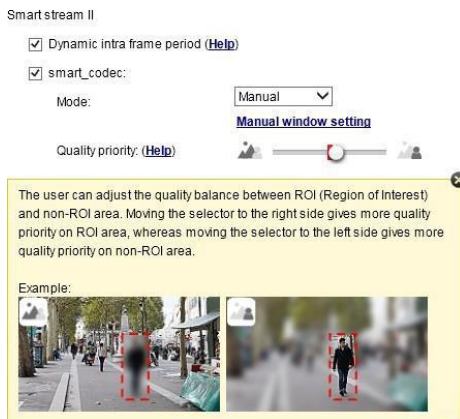 Smart stream II
Dynamic intra frame period (Help)
smart_codec:
Mode: Manual
Manual window setting
Quality priority: (Help)
The user can adjust the quality balance between ROI (Region of Interest)
and non-ROI area. Moving the selector to the right side gives more quality
priority on ROI area, whereas moving the selector to the left side gives more
quality priority on non-ROI area.
Example: